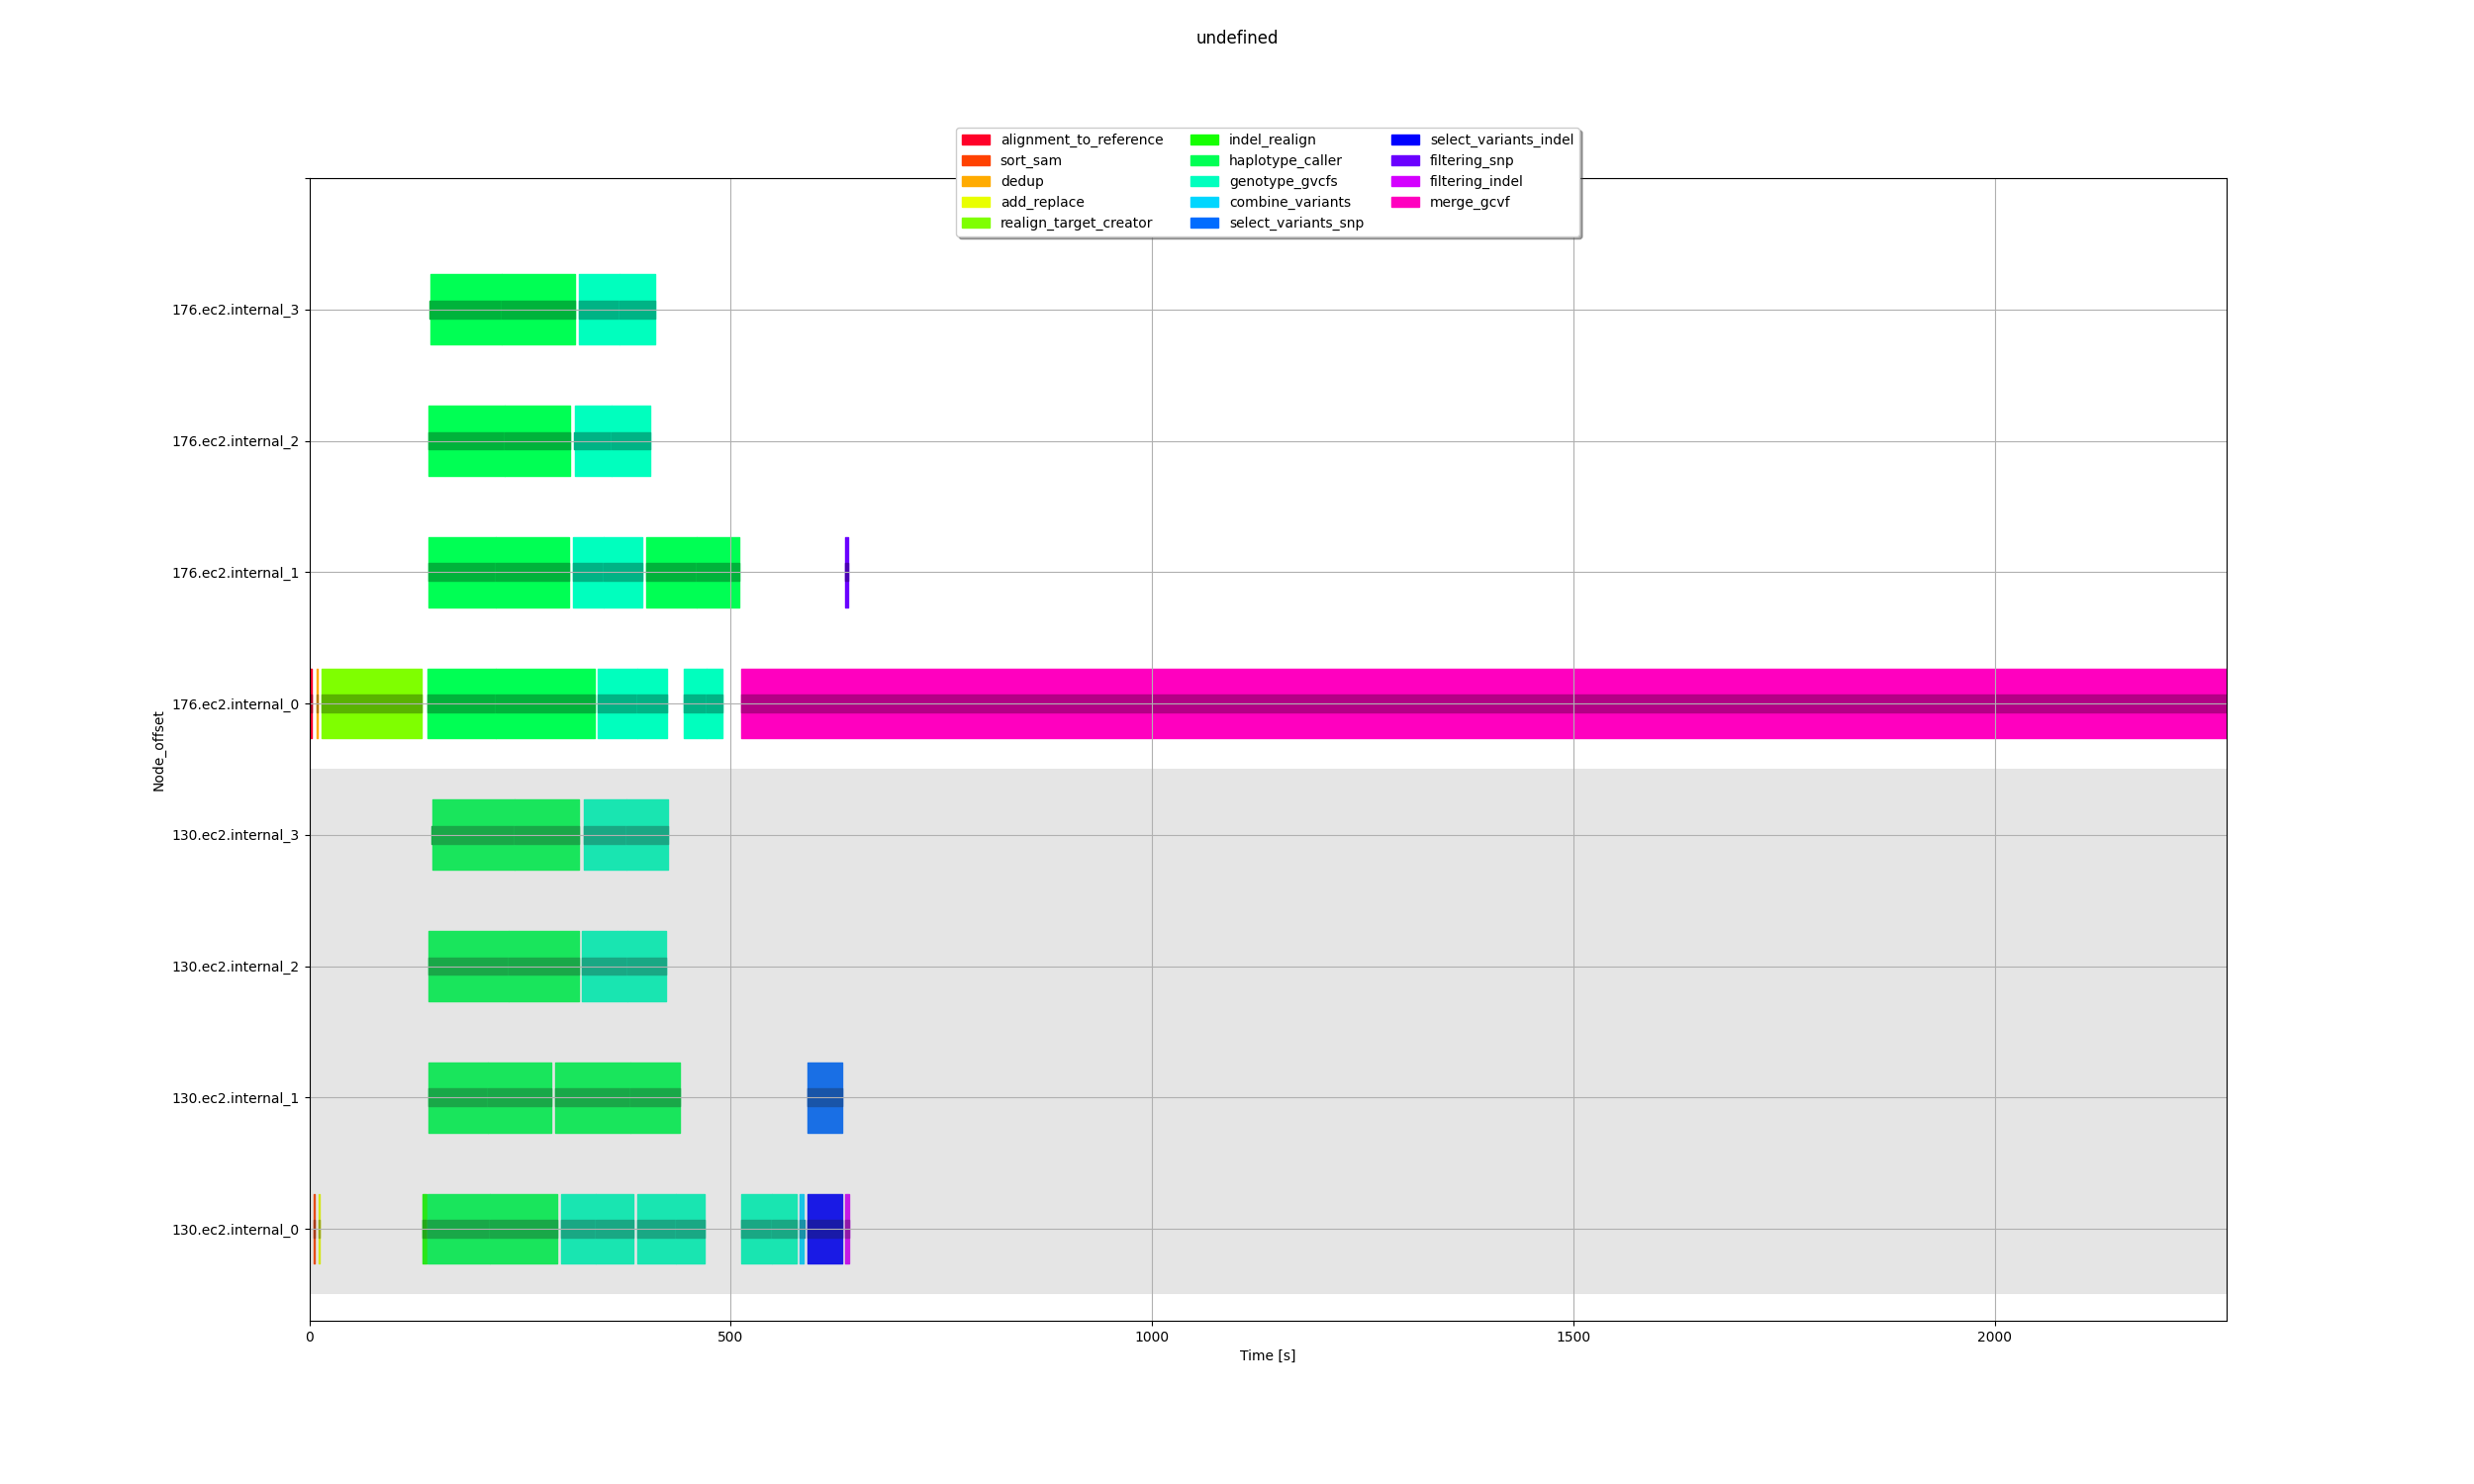 undefined
alignment_to_reference
sort_sam
dedup
add_replace
realign_target_creator
indel_realign
haplotype_caller
genotype_gvcfs
combine_variants
select_variants_snp
select_variants_indel
filtering_snp
filtering_indel
merge_gcvf
176.ec2.internal_3
176.ec2.internal_2
176.ec2.internal_1
176.ec2.internal_0
130.ec2.internal_3
130.ec2.internal_2
130.ec2.internal_1
130.ec2.internal_0
Node_offset
0 500 1000 1500 2000
Time [s]